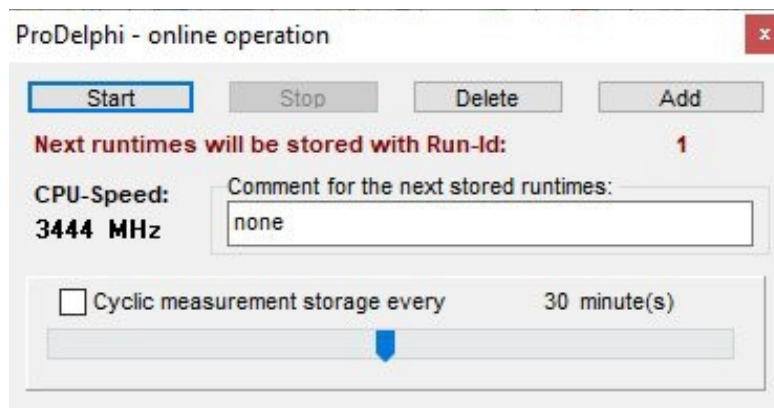 ProDelphi - online operation
x
Start Stop Delete Add
Next runtimes will be stored with Run-Id: 1
CPU-Speed:
3444 MHz
Comment for the next stored runtimes:
none
Cyclic measurement storage every 30 minute(s)